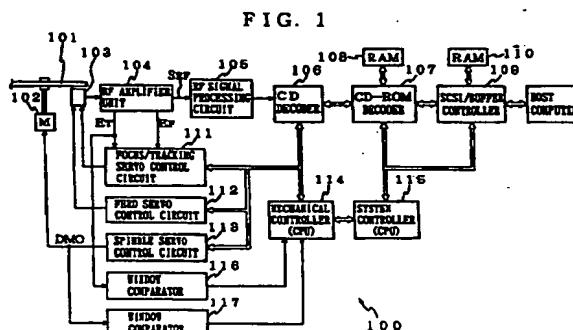 FIG. 1
101
103
104
SRF
105
106
108
RAM
107
RAM
110
109
RF AMPLIFIER UNIT
RF SIGNAL PROCESSING CIRCUIT
CD DECODER
CD-ROM DECODER
SCSI/BUFFER CONTROLLER
HOST COMPUTER
102
M
ET
EF
111
FOCUS/TRACKING SERVO CONTROL CIRCUIT
112
FEED SERVO CONTROL CIRCUIT
114
MECHANICAL CONTROLLER (CPU)
115
SYSTEM CONTROLLER (CPU)
DMO
113
SPINDLE SERVO CONTROL CIRCUIT
116
WINDOW COMPARATOR
117
WINDOW COMPARATOR
100